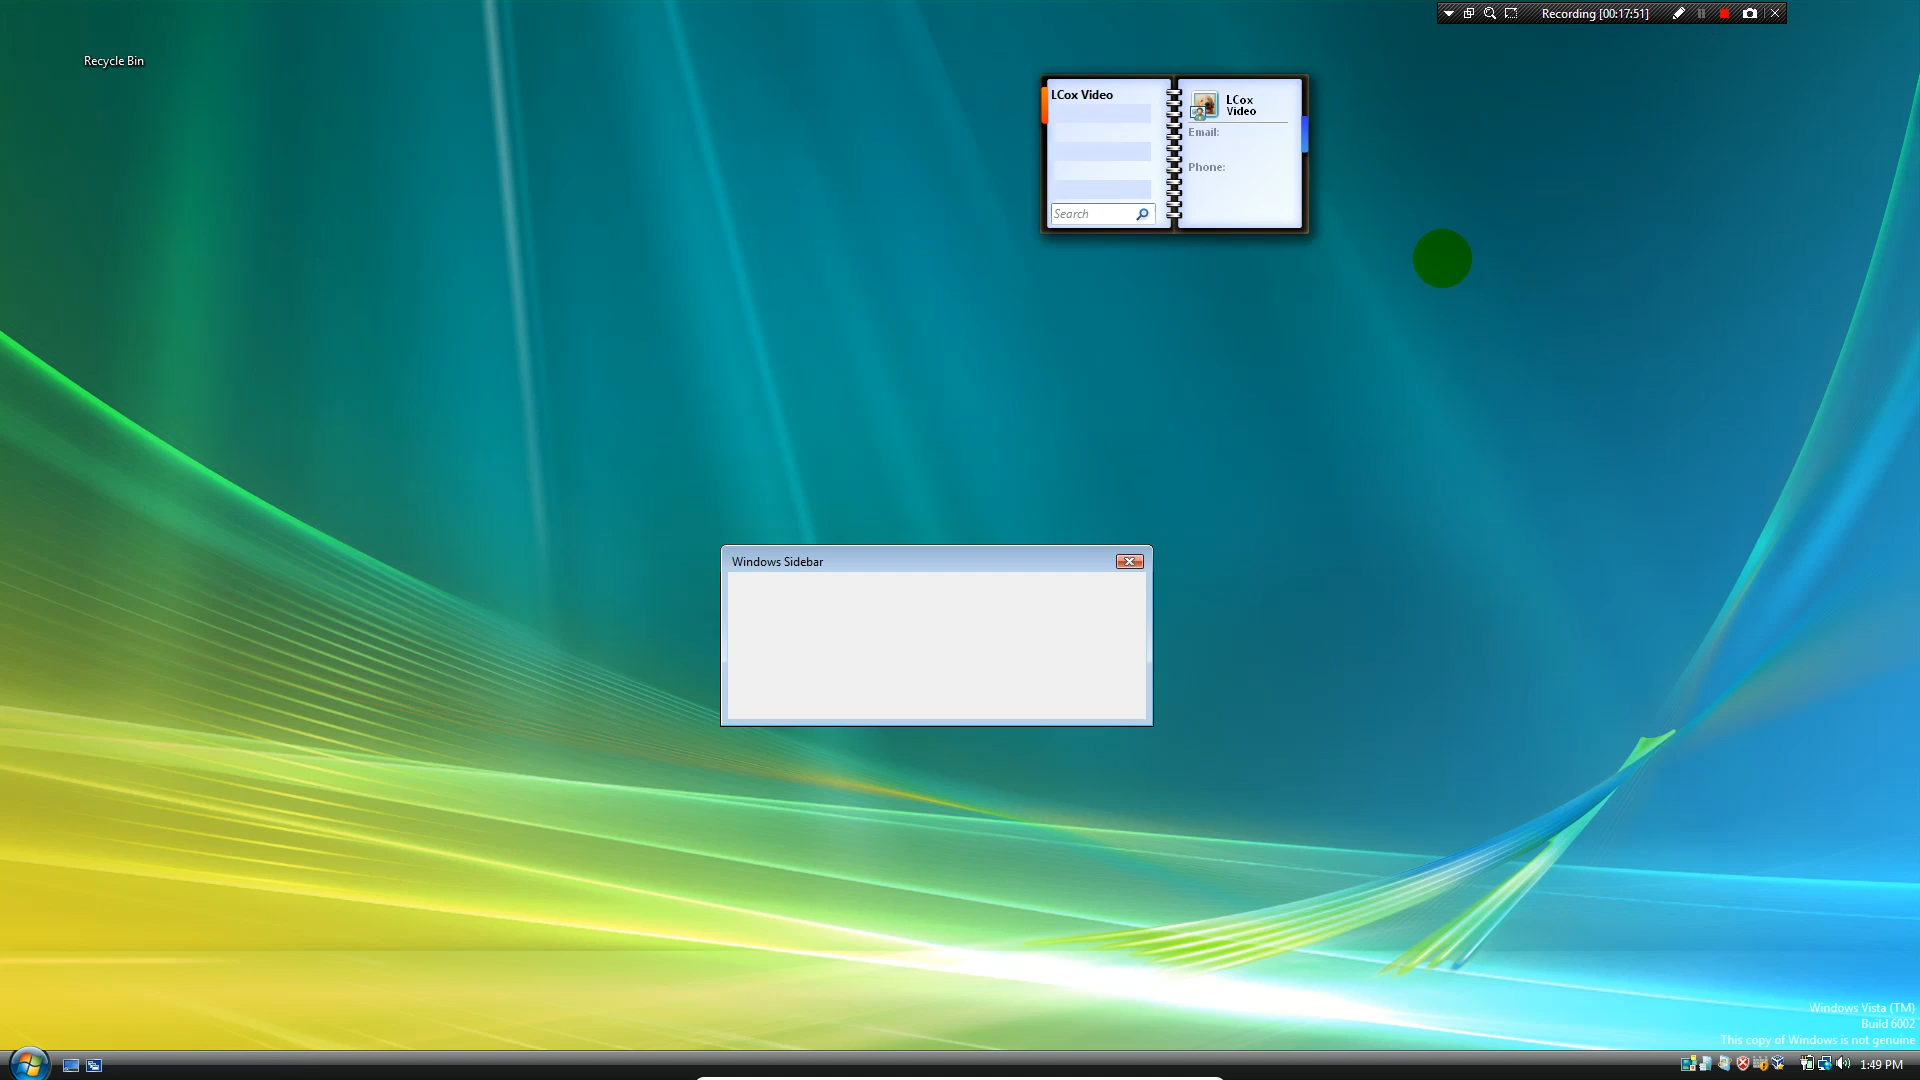 Recording [00:17:51]
Recycle Bin
LCox Video
Search
LCox
Video
Email:
Phone:
Windows Sidebar
Windows Vista (TM)
Build 6002
This copy of Windows is not genuine
1:49 PM